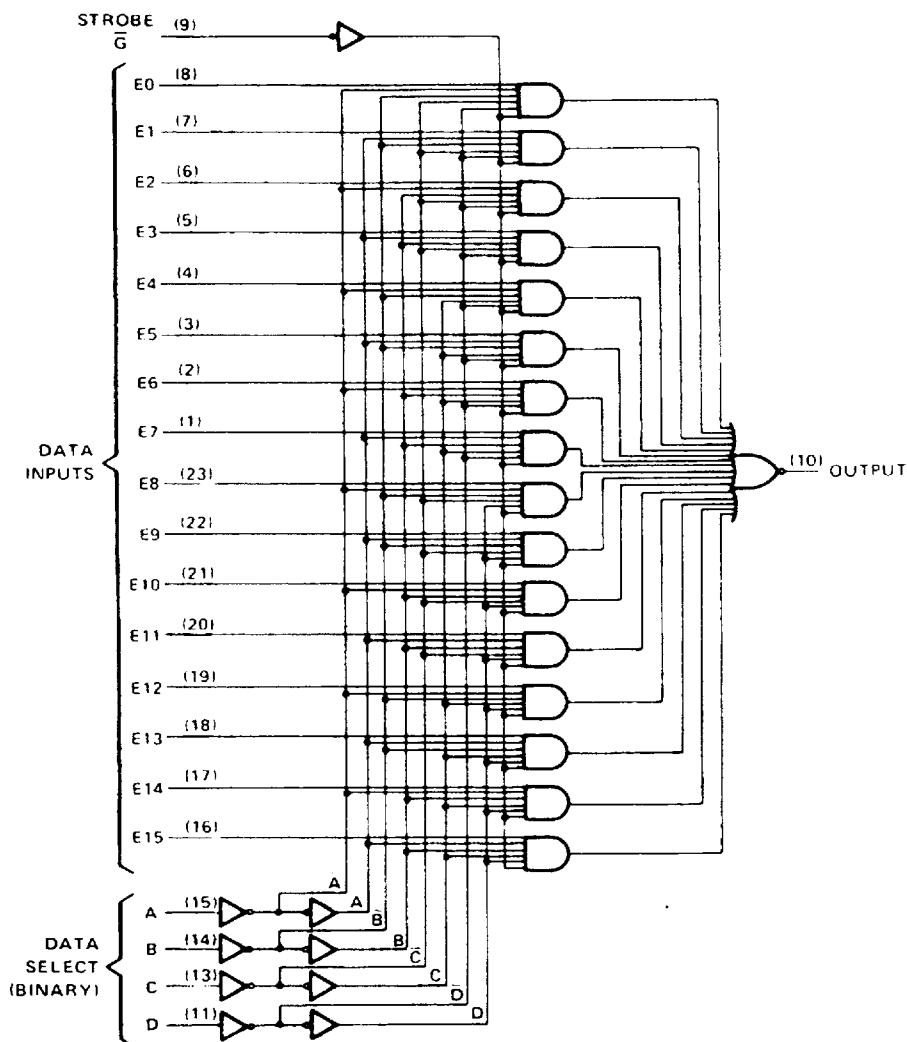 STROBE (9)
G̅
E0 (8)
E1 (7)
E2 (6)
E3 (5)
E4 (4)
E5 (3)
E6 (2)
E7 (1)
DATA
INPUTS
(10) OUTPUT
E8 (23)
E9 (22)
E10 (21)
E11 (20)
E12 (19)
E13 (18)
E14 (17)
E15 (16)
A
A (15) A
B̅
B (14) B
C̅
DATA
SELECT
(BINARY)
C (13) C
D̅
D (11) D